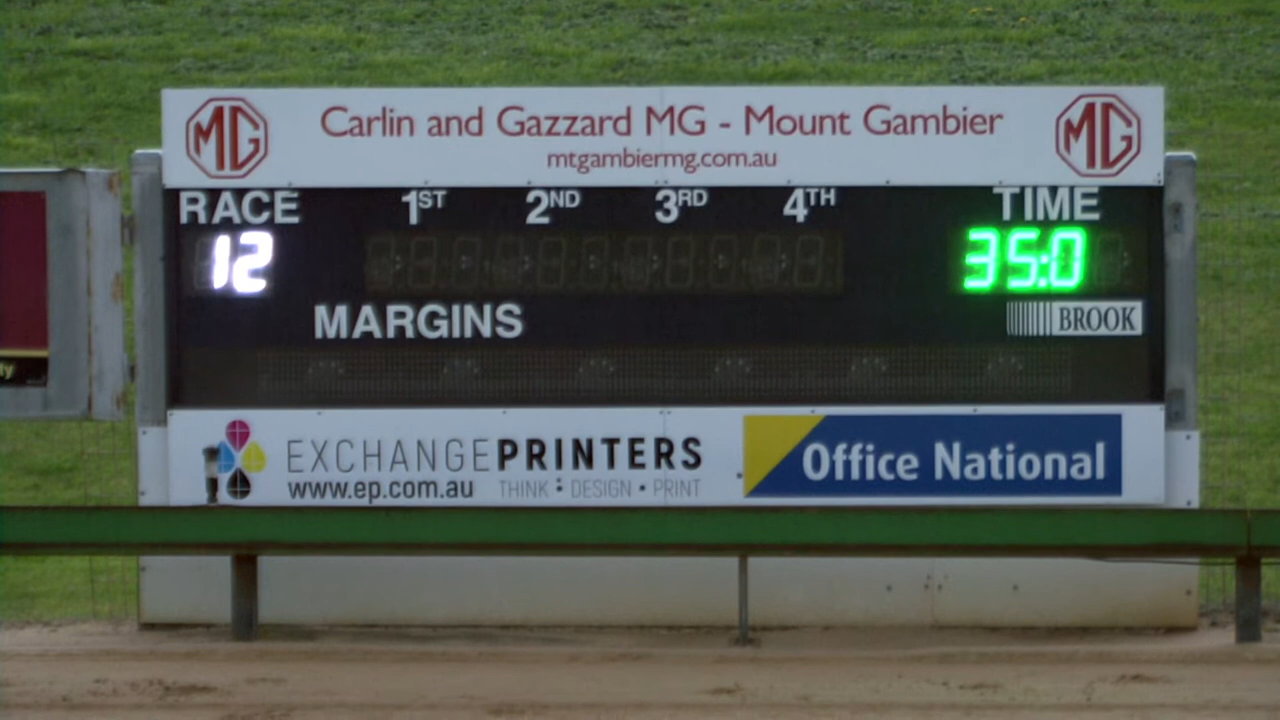 MG Carlin and Gazzard MG - Mount Gambier MG
mtgambiermg.com.au
RACE 1ST 2ND 3RD 4TH TIME
12 35:0
MARGINS BROOK
ly
EXCHANGEPRINTERS Office National
www.ep.com.au THINK : DESIGN • PRINT